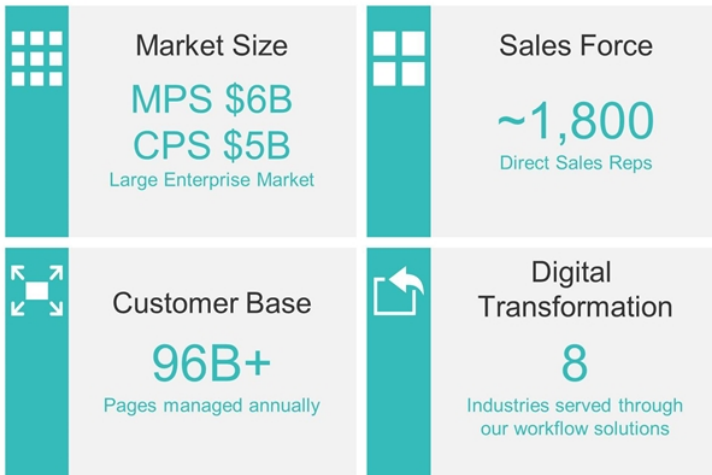 Market Size
MPS $6B
CPS $5B
Large Enterprise Market
Sales Force
~1,800
Direct Sales Reps
Customer Base
96B+
Pages managed annually
Digital
Transformation
8
Industries served through
our workflow solutions